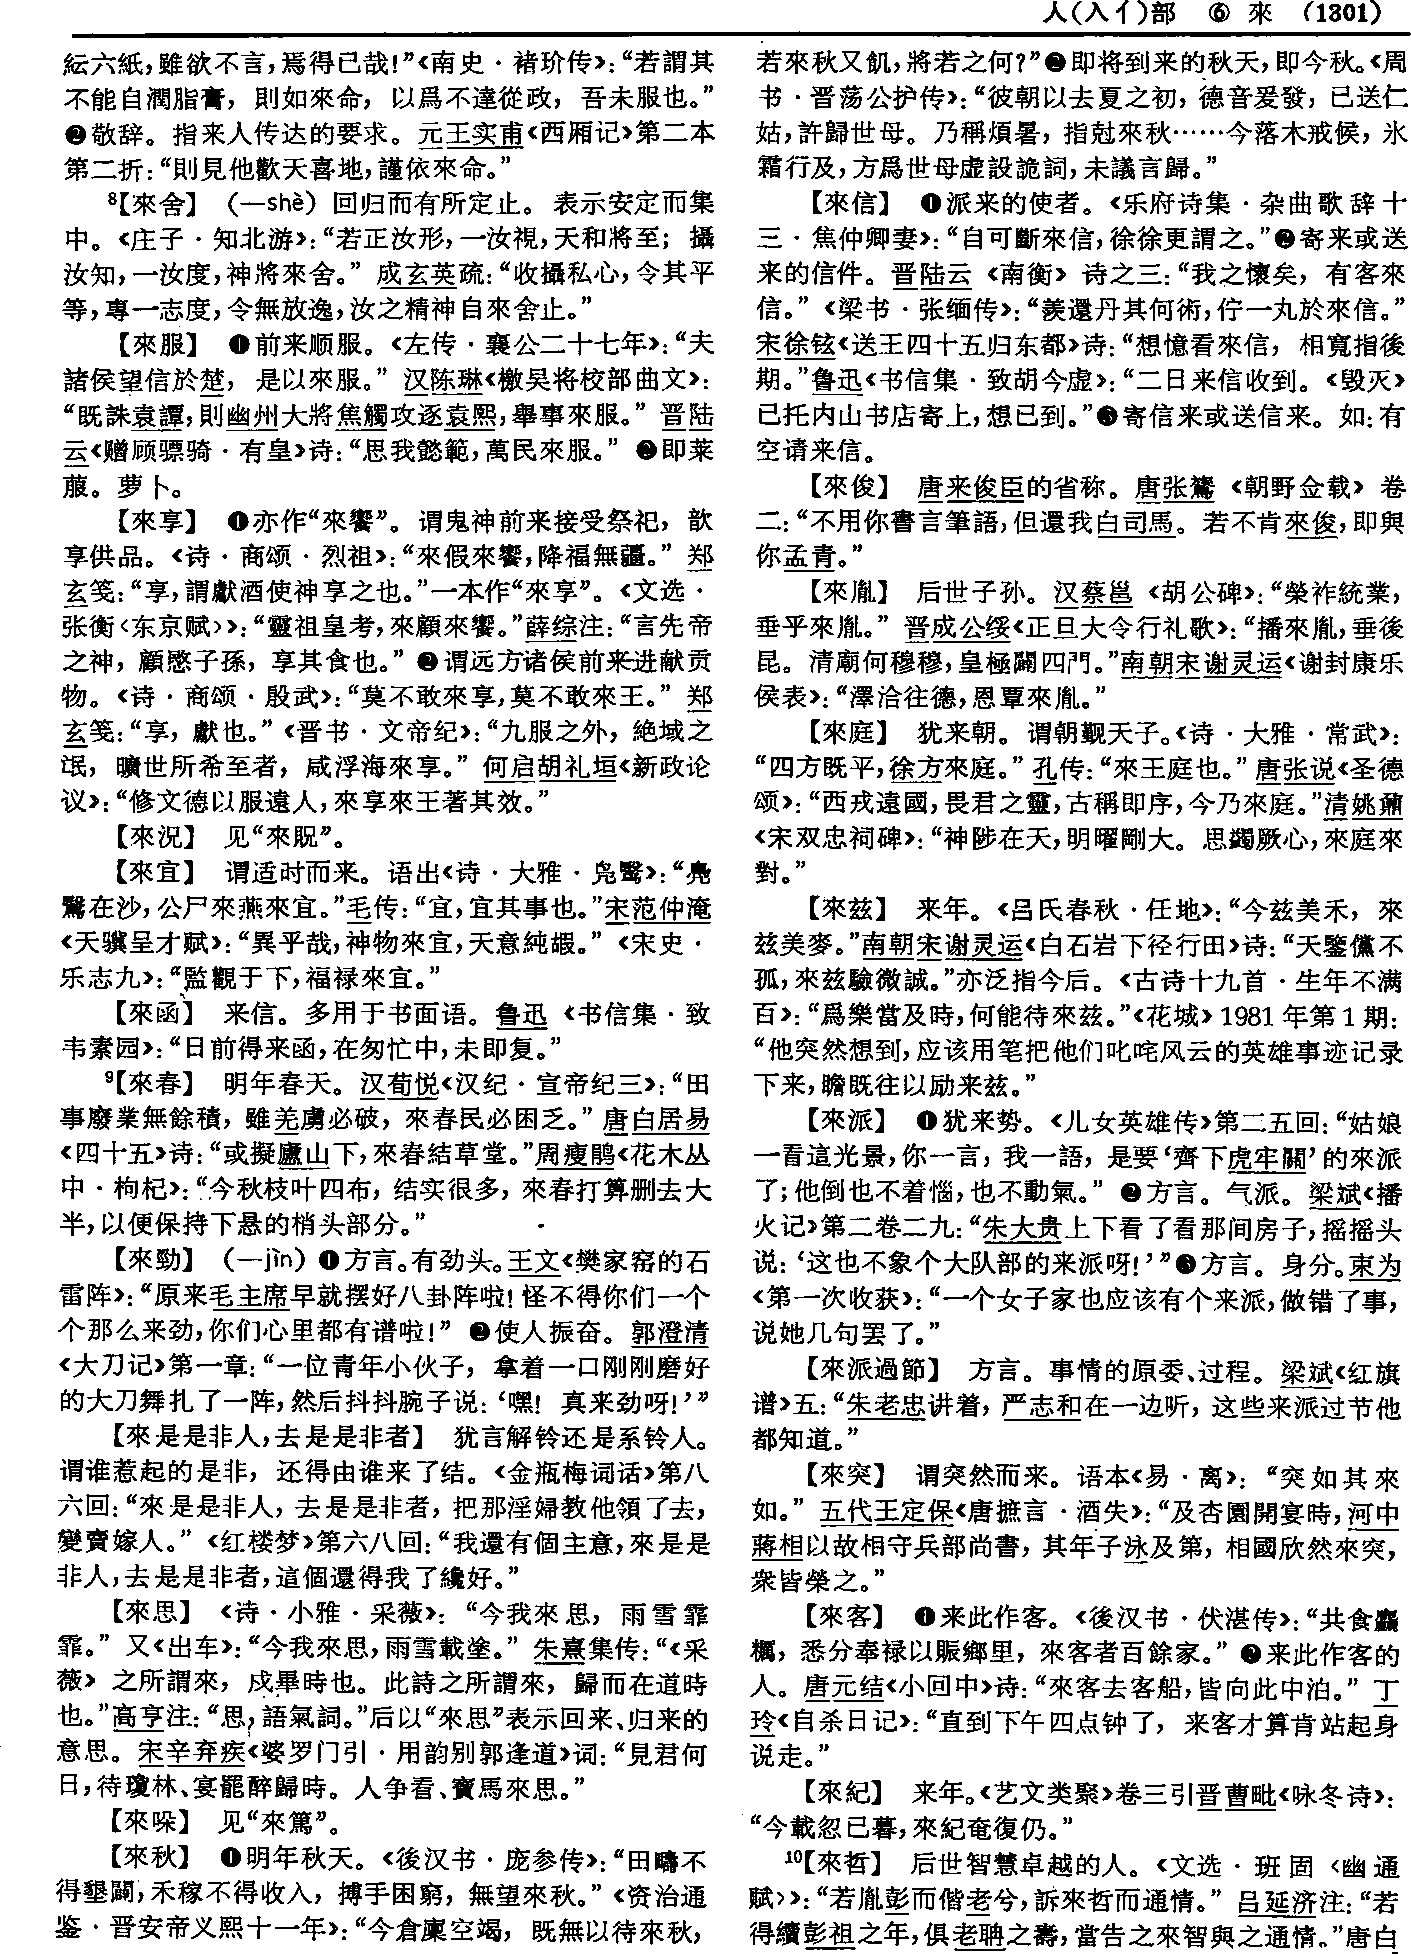 人(入亻)部 ⑥ 來 (1301)
紜六紙，雖欲不言，焉得已哉！”《南史·褚玠传》：“若謂其
不能自潤脂膏，則如來命，以爲不達從政，吾未服也。”
❷敬辞。指来人传达的要求。元王实甫《西厢记》第二本
第二折：“則見他歡天喜地，謹依來命。”
⁸【來舍】（—shè）回归而有所定止。表示安定而集
中。《庄子·知北游》：“若正汝形，一汝視，天和將至；攝
汝知，一汝度，神將來舍。” 成玄英疏：“收攝私心，令其平
等，專一志度，令無放逸，汝之精神自來舍止。”
【來服】 ❶前来顺服。《左传·襄公二十七年》：“夫
諸侯望信於楚，是以來服。” 汉陈琳《檄吴将校部曲文》：
“既誅袁譚，則幽州大將焦觸攻逐袁熙，舉事來服。” 晋陆
云《赠顾骠骑·有皇》诗：“思我懿範，萬民來服。” ❷即莱
菔。萝卜。
【來享】 ❶亦作“來饗”。谓鬼神前来接受祭祀，歆
享供品。《诗·商颂·烈祖》：“來假來饗，降福無疆。” 郑
玄笺：“享，謂獻酒使神享之也。”一本作“來享”。《文选·
张衡〈东京赋〉》：“靈祖皇考，來顧來饗。”薛综注：“言先帝
之神，顧愍子孫，享其食也。” ❷谓远方诸侯前来进献贡
物。《诗·商颂·殷武》：“莫不敢來享，莫不敢來王。” 郑
玄笺：“享，獻也。”《晋书·文帝纪》：“九服之外，絶域之
氓，曠世所希至者，咸浮海來享。” 何启胡礼垣《新政论
议》：“修文德以服遠人，來享來王著其效。”
【來況】 见“來貺”。
【來宜】 谓适时而来。语出《诗·大雅·凫鹥》：“鳧
鷖在沙，公尸來燕來宜。”毛传：“宜，宜其事也。”宋范仲淹
《天骥呈才赋》：“異乎哉，神物來宜，天意純嘏。”《宋史·
乐志九》：“監觀于下，福禄來宜。”
【來函】 来信。多用于书面语。鲁迅《书信集·致
韦素园》：“日前得来函，在匆忙中，未即复。”
⁹【來春】 明年春天。汉荀悦《汉纪·宣帝纪三》：“田
事廢業無餘積，雖羌虜必破，來春民必困乏。” 唐白居易
《四十五》诗：“或擬廬山下，來春結草堂。”周瘦鹃《花木丛
中·枸杞》：“今秋枝叶四布，结实很多，來春打算删去大
半，以便保持下悬的梢头部分。”
【來勁】（—jìn）❶方言。有劲头。王文《樊家窑的石
雷阵》：“原来毛主席早就摆好八卦阵啦！怪不得你们一个
个那么来劲，你们心里都有谱啦！” ❷使人振奋。郭澄清
《大刀记》第一章：“一位青年小伙子，拿着一口刚刚磨好
的大刀舞扎了一阵，然后抖抖腕子说：‘嘿！真来劲呀！’”
【來是是非人，去是是非者】 犹言解铃还是系铃人。
谓谁惹起的是非，还得由谁来了结。《金瓶梅词话》第八
六回：“來是是非人，去是是非者，把那淫婦教他領了去，
變賣嫁人。”《红楼梦》第六八回：“我還有個主意，來是是
非人，去是是非者，這個還得我了纔好。”
【來思】《诗·小雅·采薇》：“今我來思，雨雪霏
霏。” 又《出车》：“今我來思，雨雪載塗。” 朱熹集传：“《采
薇》之所謂來，戍畢時也。此詩之所謂來，歸而在道時
也。”高亨注：“思，語氣詞。”后以“來思”表示回来、归来的
意思。宋辛弃疾《婆罗门引·用韵别郭逢道》词：“見君何
日，待瓊林、宴罷醉歸時。人争看、寶馬來思。”
【來哚】 见“來篤”。
【來秋】 ❶明年秋天。《後汉书·庞参传》：“田疇不
得墾闢，禾稼不得收入，搏手困窮，無望來秋。”《资治通
鉴·晋安帝义熙十一年》：“今倉廩空竭，既無以待來秋，
若來秋又飢，將若之何？”❷即将到来的秋天，即今秋。《周
书·晋荡公护传》：“彼朝以去夏之初，德音爰發，已送仁
姑，許歸世母。乃稱煩暑，指尅來秋……今落木戒候，氷
霜行及，方爲世母虚設詭詞，未議言歸。”
【來信】 ❶派来的使者。《乐府诗集·杂曲歌辞十
三·焦仲卿妻》：“自可斷來信，徐徐更謂之。”❷寄来或送
来的信件。晋陆云《南衡》诗之三：“我之懷矣，有客來
信。”《梁书·张缅传》：“羨還丹其何術，佇一丸於來信。”
宋徐铉《送王四十五归东都》诗：“想憶看來信，相寬指後
期。”鲁迅《书信集·致胡今虚》：“二日来信收到。《毁灭》
已托内山书店寄上，想已到。”❸寄信来或送信来。如：有
空请来信。
【來俊】 唐来俊臣的省称。唐张鷟《朝野佥载》卷
二：“不用你書言筆語，但還我白司馬。若不肯來俊，即與
你孟青。”
【來胤】 后世子孙。汉蔡邕《胡公碑》：“榮祚統業，
垂乎來胤。” 晋成公绥《正旦大令行礼歌》：“播來胤，垂後
昆。清廟何穆穆，皇極闢四門。”南朝宋谢灵运《谢封康乐
侯表》：“澤洽往德，恩覃來胤。”
【來庭】 犹来朝。谓朝觐天子。《诗·大雅·常武》：
“四方既平，徐方來庭。” 孔传：“來王庭也。” 唐张说《圣德
颂》：“西戎遠國，畏君之靈，古稱即序，今乃來庭。”清姚鼐
《宋双忠祠碑》：“神陟在天，明曜剛大。思蠲厥心，來庭來
對。”
【來兹】 来年。《吕氏春秋·任地》：“今兹美禾，來
兹美麥。”南朝宋谢灵运《白石岩下径行田》诗：“天鑒儻不
孤，來兹驗微誠。”亦泛指今后。《古诗十九首·生年不满
百》：“爲樂當及時，何能待來兹。”《花城》1981年第1期：
“他突然想到，应该用笔把他们叱咤风云的英雄事迹记录
下来，瞻既往以励来兹。”
【來派】 ❶犹来势。《儿女英雄传》第二五回：“姑娘
一看這光景，你一言，我一語，是要‘齊下虎牢關’的來派
了；他倒也不着惱，也不動氣。” ❷方言。气派。梁斌《播
火记》第二卷二九：“朱大贵上下看了看那间房子，摇摇头
说：‘这也不象个大队部的来派呀！’”❸方言。身分。束为
《第一次收获》：“一个女子家也应该有个来派，做错了事，
说她几句罢了。”
【來派過節】 方言。事情的原委、过程。梁斌《红旗
谱》五：“朱老忠讲着，严志和在一边听，这些来派过节他
都知道。”
【來突】 谓突然而来。语本《易·离》：“突如其來
如。” 五代王定保《唐摭言·酒失》：“及杏園開宴時，河中
蔣相以故相守兵部尚書，其年子泳及第，相國欣然來突，
衆皆榮之。”
【來客】 ❶来此作客。《後汉书·伏湛传》：“共食麤
糲，悉分奉禄以賑鄉里，來客者百餘家。” ❷来此作客的
人。唐元结《小回中》诗：“來客去客船，皆向此中泊。” 丁
玲《自杀日记》：“直到下午四点钟了，来客才算肯站起身
说走。”
【來紀】 来年。《艺文类聚》卷三引晋曹毗《咏冬诗》：
“今載忽已暮，來紀奄復仍。”
¹⁰【來哲】 后世智慧卓越的人。《文选·班固〈幽通
赋〉》：“若胤彭而偕老兮，訴來哲而通情。” 吕延济注：“若
得續彭祖之年，俱老聃之壽，當告之來智與之通情。”唐白